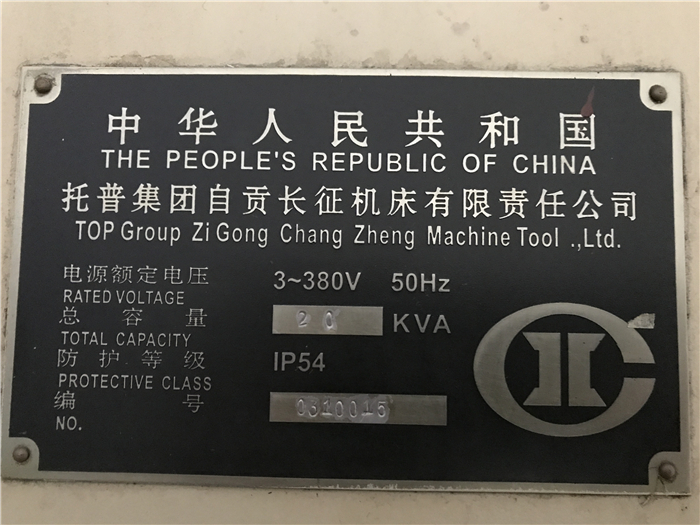 中华人民共和国
THE PEOPLE'S REPUBLIC OF CHINA
托普集团自贡长征机床有限责任公司
TOP Group Zi Gong Chang Zheng Machine Tool .,Ltd.
电源额定电压 3~380V 50Hz
RATED VOLTAGE
总容量 20 KVA
TOTAL CAPACITY
防护等级 IP54
PROTECTIVE CLASS
编号 0310015
NO.